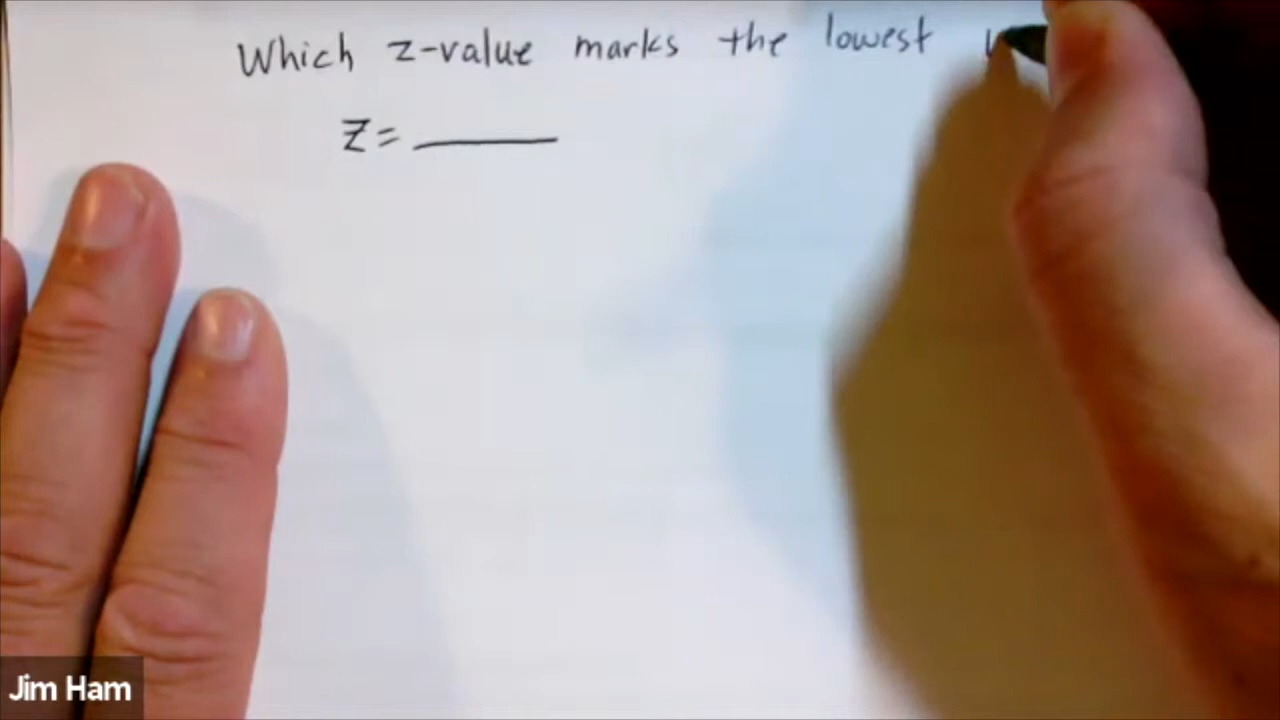 Which z-value marks the lowest
z = ______
Jim Ham